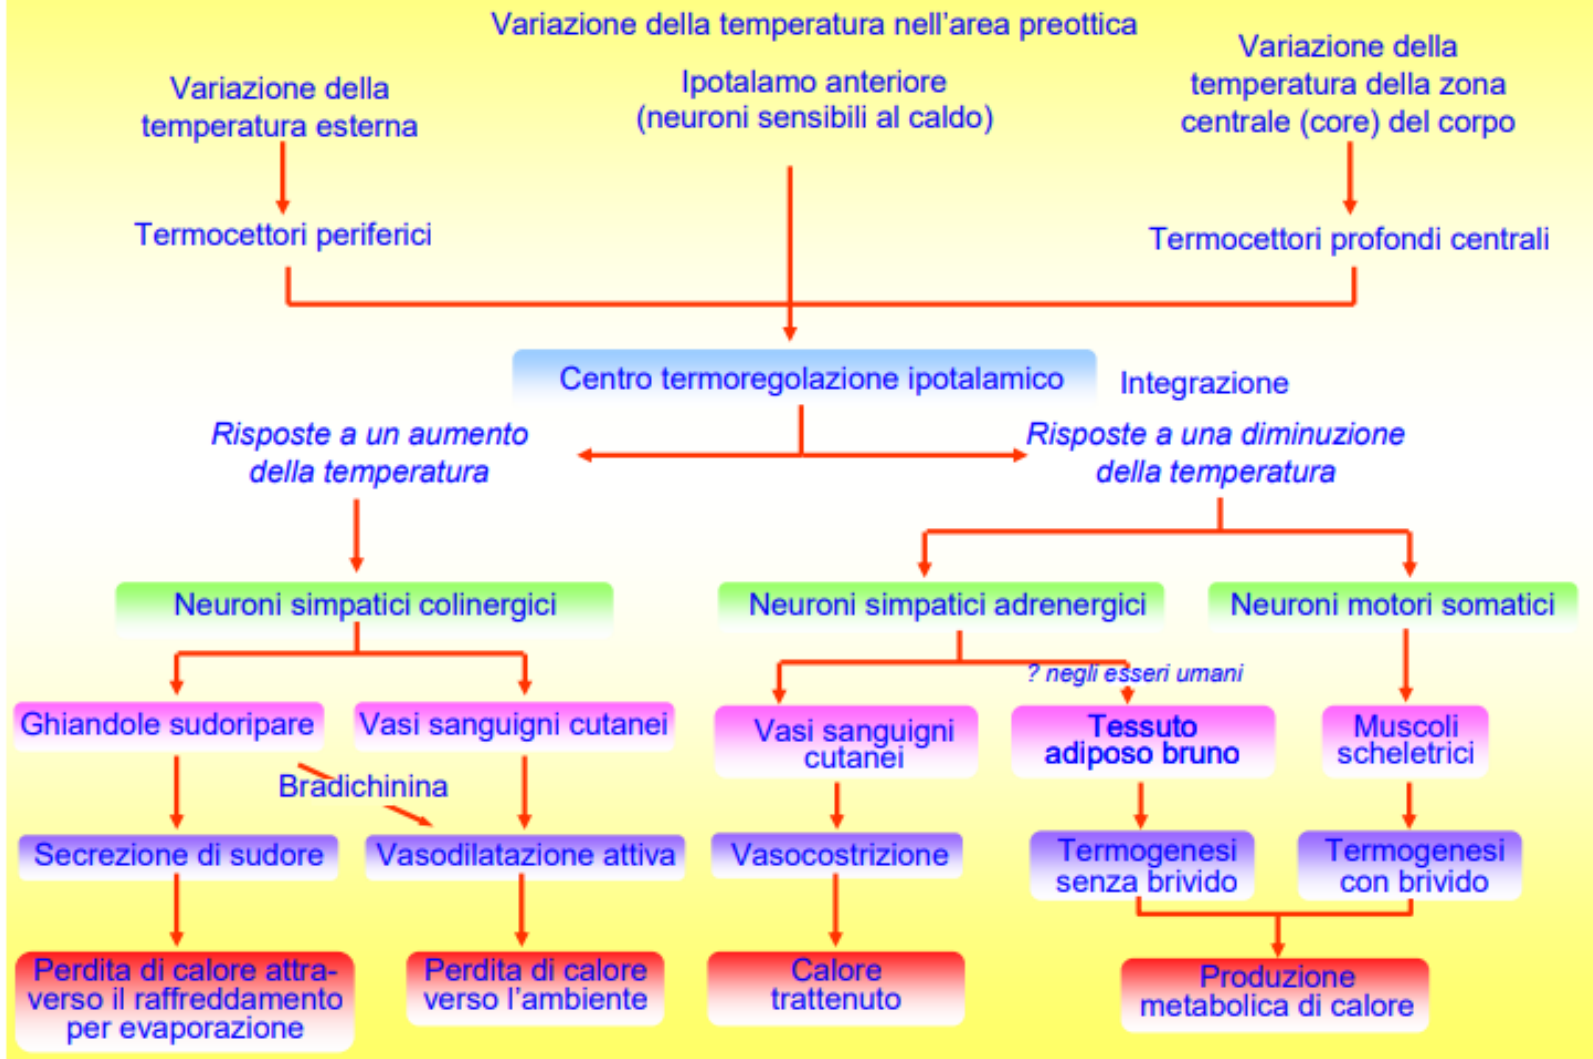 Variazione della temperatura nell'area preottica
Ipotalamo anteriore
(neuroni sensibili al caldo)
Variazione della
temperatura esterna
Variazione della
temperatura della zona
centrale (core) del corpo
Termocettori periferici
Termocettori profondi centrali
Centro termoregolazione ipotalamico
Integrazione
Risposte a un aumento
della temperatura
Risposte a una diminuzione
della temperatura
Neuroni simpatici colinergici
Neuroni simpatici adrenergici
Neuroni motori somatici
? negli esseri umani
Ghiandole sudoripare
Vasi sanguigni cutanei
Vasi sanguigni
cutanei
Tessuto
adiposo bruno
Muscoli
scheletrici
Bradichinina
Secrezione di sudore
Vasodilatazione attiva
Vasocostrizione
Termogenesi
senza brivido
Termogenesi
con brivido
Perdita di calore attra-
verso il raffreddamento
per evaporazione
Perdita di calore
verso l'ambiente
Calore
trattenuto
Produzione
metabolica di calore